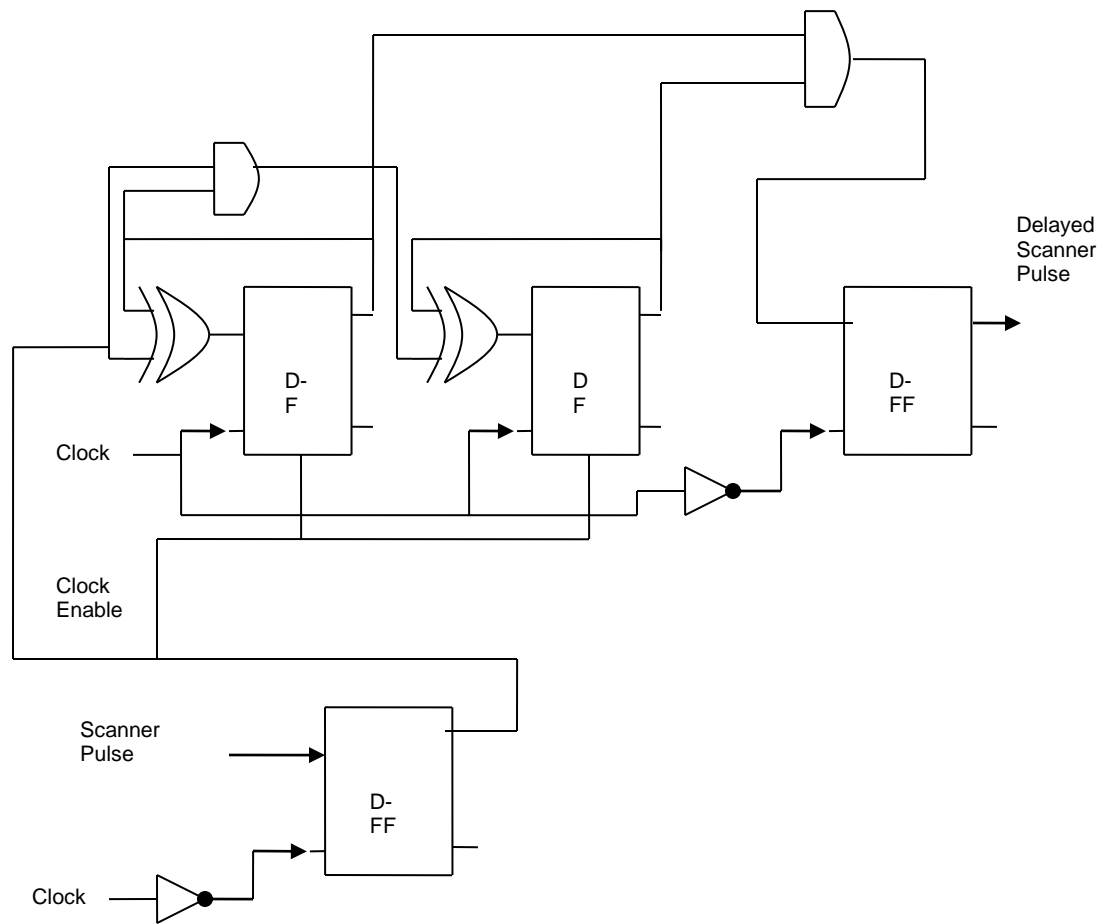 Delayed
Scanner
Pulse
D-
F
D
F
D-
FF
Clock
Clock
Enable
Scanner
Pulse
D-
FF
Clock